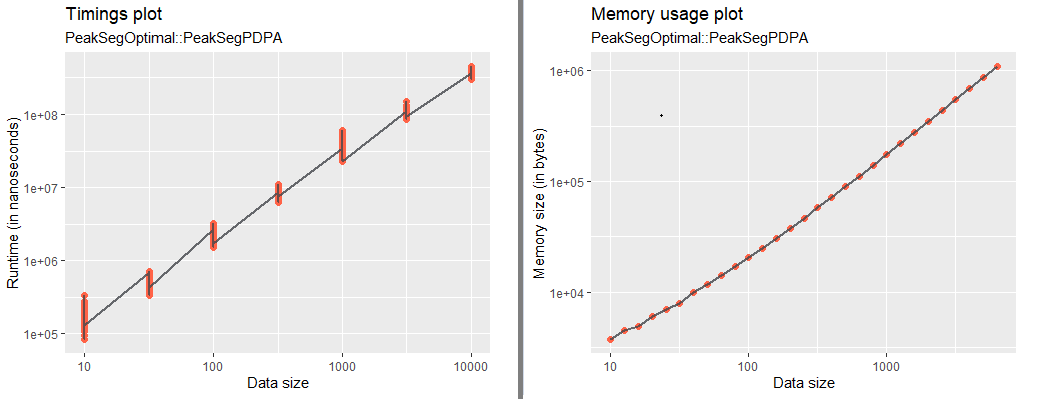 Timings plot
PeakSegOptimal::PeakSegPDPA
Runtime (in nanoseconds)
1e+08
1e+07
1e+06
1e+05
10
100
1000
10000
Data size
Memory usage plot
PeakSegOptimal::PeakSegPDPA
Memory size (in bytes)
1e+06
1e+05
1e+04
10
100
1000
Data size